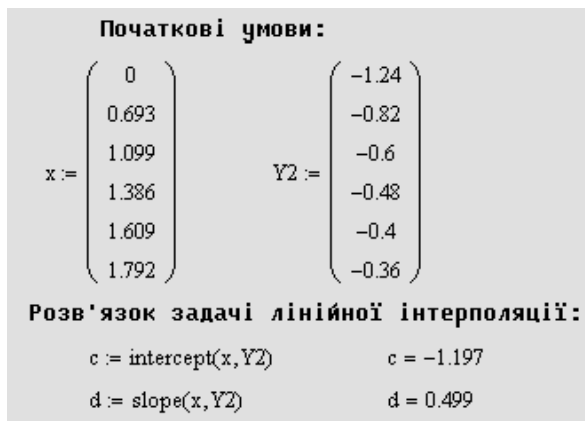 Початкові умови:
x := ( 0 0.693 1.099 1.386 1.609 1.792 ) Y2 := ( −1.24 −0.82 −0.6 −0.48 −0.4 −0.36 )
Розв'язок задачі лінійної інтерполяції:
c := intercept(x,Y2) c = −1.197
d := slope(x,Y2) d = 0.499